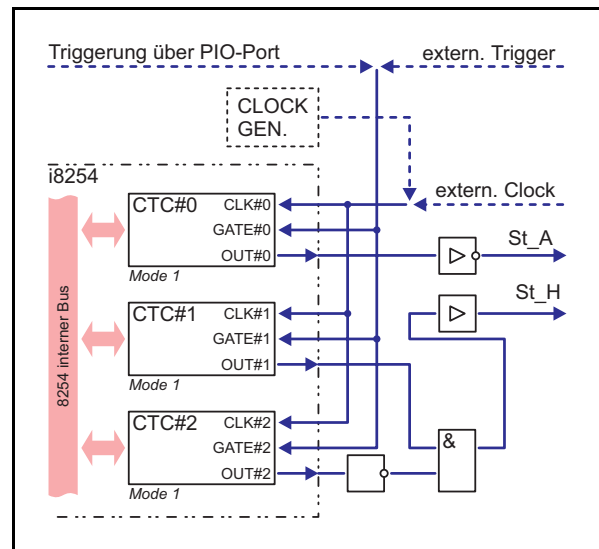 Triggerung über PIO-Port
extern. Trigger
CLOCK
GEN.
i8254
extern. Clock
8254 interner Bus
CTC#0
CLK#0
GATE#0
OUT#0
Mode 1
St_A
CTC#1
CLK#1
GATE#1
OUT#1
Mode 1
St_H
CTC#2
CLK#2
GATE#2
OUT#2
Mode 1
&